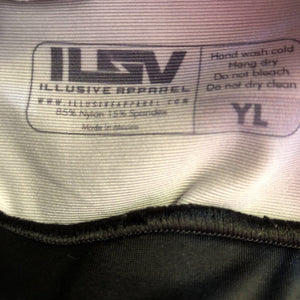 ILSV
ILLUSIVE APPAREL
WWW.ILLUSIVEAPPAREL.COM
85% Nylon 15% Spandex
Made in Mexico
Hand wash cold
Hang dry
Do not bleach
Do not dry clean
YL